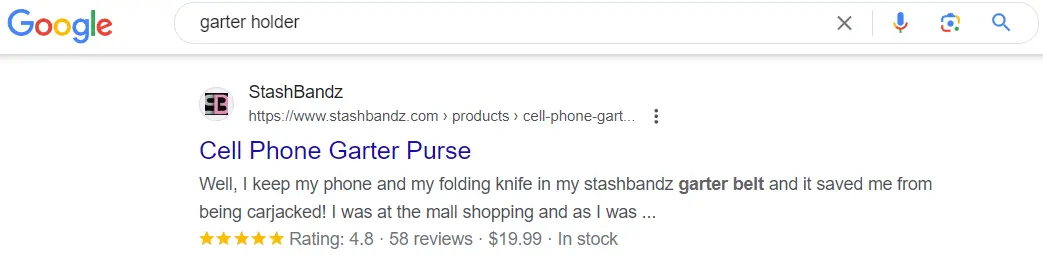 Google garter holder
StashBandz
https://www.stashbandz.com › products › cell-phone-gart...
Cell Phone Garter Purse
Well, I keep my phone and my folding knife in my stashbandz garter belt and it saved me from
being carjacked! I was at the mall shopping and as I was ...
Rating: 4.8 · 58 reviews · $19.99 · In stock